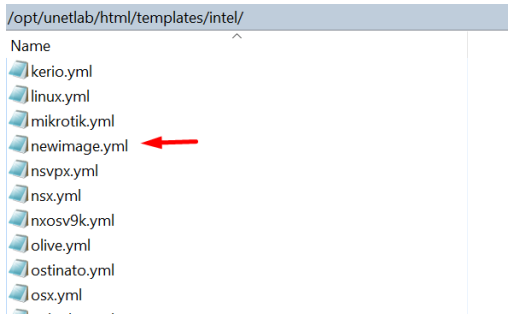 /opt/unetlab/html/templates/intel/
Name
kerio.yml
linux.yml
mikrotik.yml
newimage.yml
nsvpx.yml
nsx.yml
nxosv9k.yml
olive.yml
ostinato.yml
osx.yml